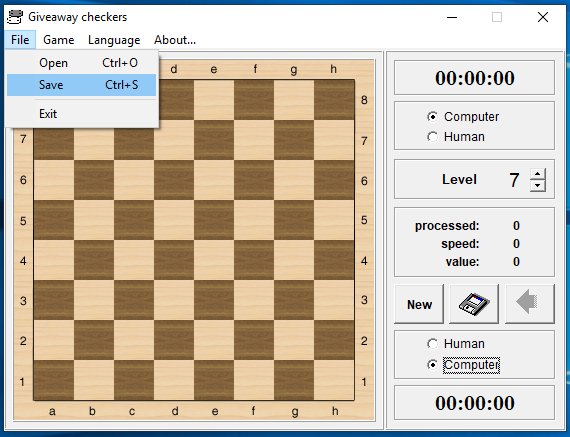 Giveaway checkers
File Game Language About...
Open Ctrl+O
Save Ctrl+S
Exit
d e f g h
8
7 7
6 6
5 5
4 4
3 3
2 2
1 1
a b c d e f g h
00:00:00
Computer
Human
Level 7
processed: 0
speed: 0
value: 0
New
Human
Computer
00:00:00